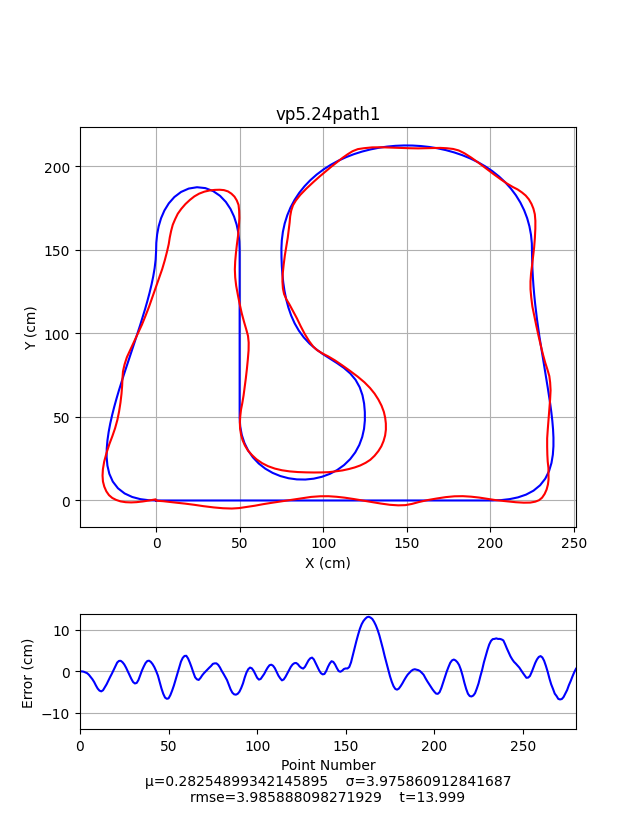 vp5.24path1
200
150
100
50
0
Y (cm)
0 50 100 150 200 250
X (cm)
10
0
−10
Error (cm)
0 50 100 150 200 250
Point Number
μ=0.28254899342145895 σ=3.975860912841687
rmse=3.985888098271929 t=13.999